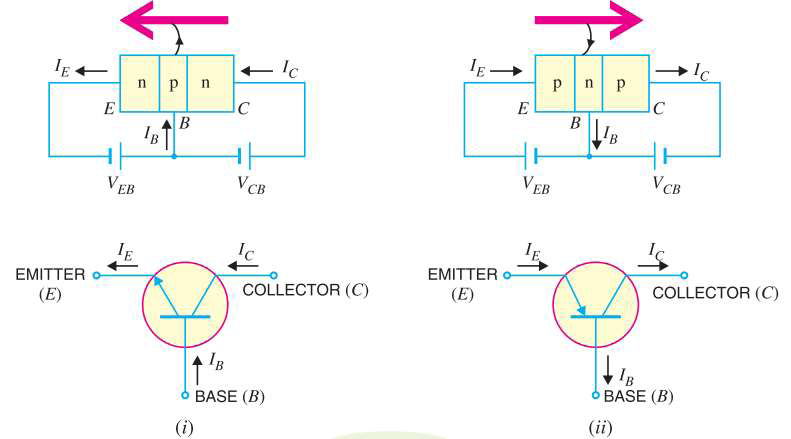 I_E I_C I_E I_C
n p n p n p
E C E C
B B
I_B I_B
V_EB V_CB V_EB V_CB
I_E I_C I_E I_C
EMITTER (E) COLLECTOR (C) EMITTER (E) COLLECTOR (C)
I_B I_B
BASE (B) BASE (B)
(i) (ii)